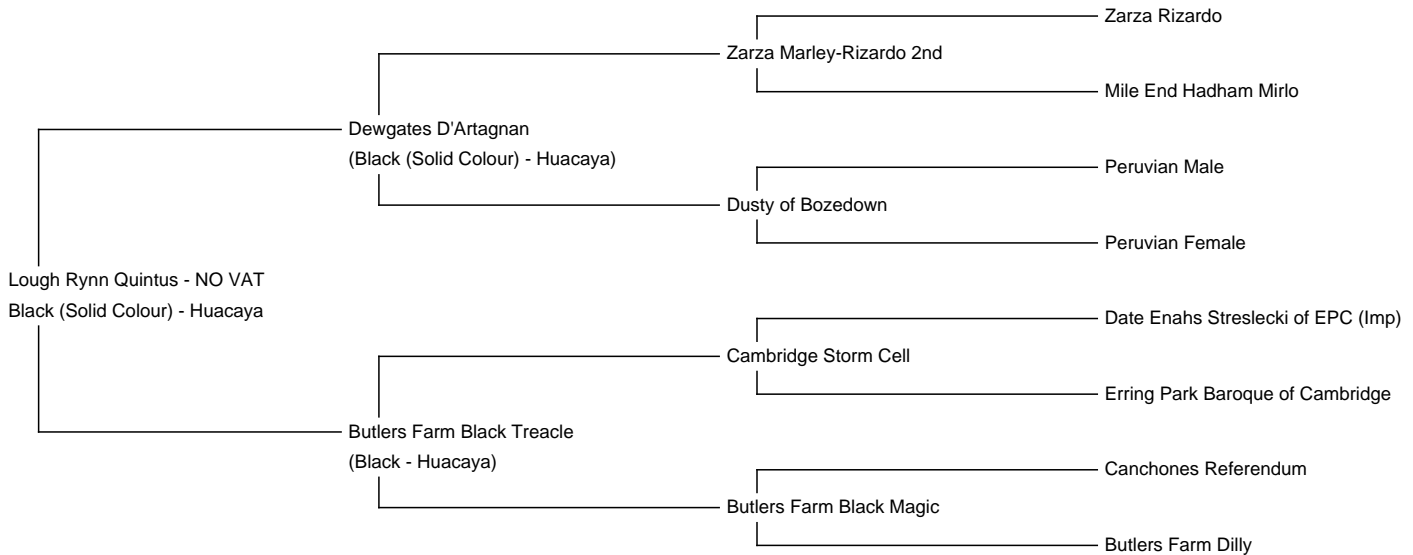 Zarza Rizardo
Zarza Marley-Rizardo 2nd
Mile End Hadham Mirlo
Dewgates D'Artagnan
(Black (Solid Colour) - Huacaya)
Peruvian Male
Dusty of Bozedown
Peruvian Female
Lough Rynn Quintus - NO VAT
Black (Solid Colour) - Huacaya
Date Enahs Streslecki of EPC (Imp)
Cambridge Storm Cell
Erring Park Baroque of Cambridge
Butlers Farm Black Treacle
(Black - Huacaya)
Canchones Referendum
Butlers Farm Black Magic
Butlers Farm Dilly